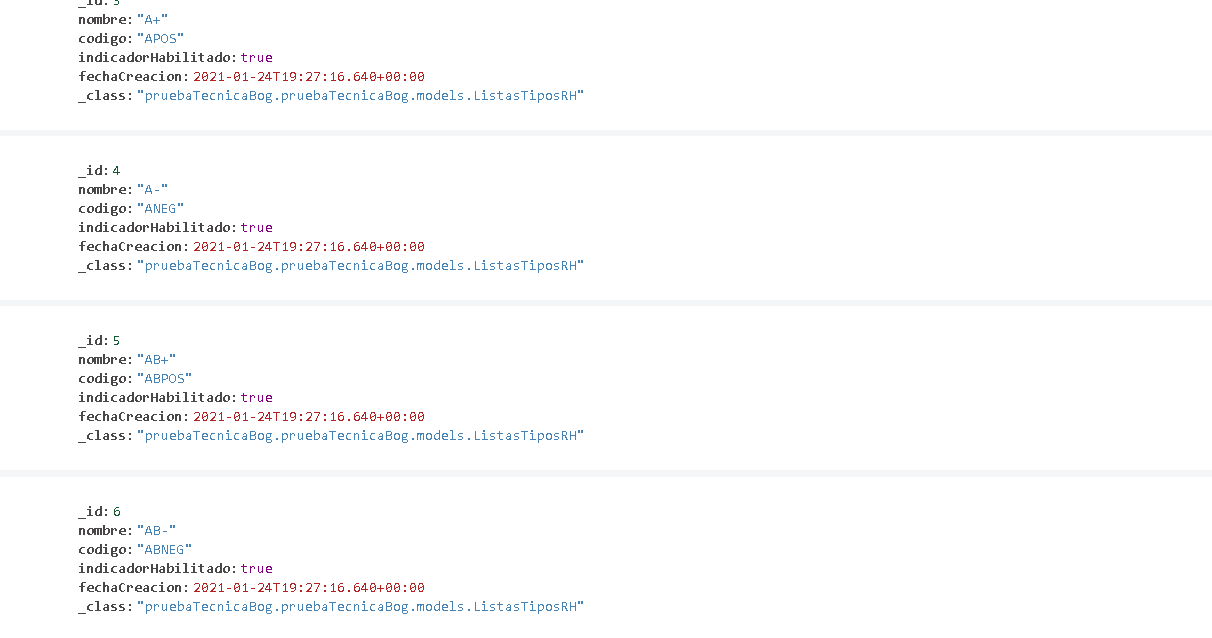 _id: 3
nombre: "A+"
codigo: "APOS"
indicadorHabilitado: true
fechaCreacion: 2021-01-24T19:27:16.640+00:00
_class: "pruebaTecnicaBog.pruebaTecnicaBog.models.ListasTiposRH"
_id: 4
nombre: "A-"
codigo: "ANEG"
indicadorHabilitado: true
fechaCreacion: 2021-01-24T19:27:16.640+00:00
_class: "pruebaTecnicaBog.pruebaTecnicaBog.models.ListasTiposRH"
_id: 5
nombre: "AB+"
codigo: "ABPOS"
indicadorHabilitado: true
fechaCreacion: 2021-01-24T19:27:16.640+00:00
_class: "pruebaTecnicaBog.pruebaTecnicaBog.models.ListasTiposRH"
_id: 6
nombre: "AB-"
codigo: "ABNEG"
indicadorHabilitado: true
fechaCreacion: 2021-01-24T19:27:16.640+00:00
_class: "pruebaTecnicaBog.pruebaTecnicaBog.models.ListasTiposRH"